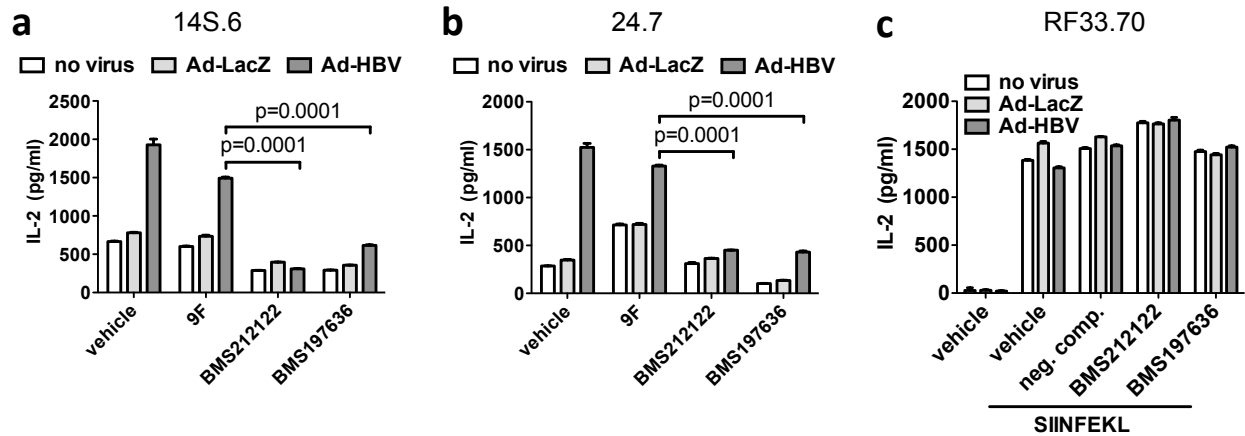 a 14S.6
no virus Ad-LacZ Ad-HBV
IL-2 (pg/ml)
2500
2000
1500
1000
500
0
p=0.0001
p=0.0001
vehicle
9F
BMS212122
BMS197636
b 24.7
no virus Ad-LacZ Ad-HBV
IL-2 (pg/ml)
2000
1500
1000
500
0
p=0.0001
p=0.0001
vehicle
9F
BMS212122
BMS197636
c RF33.70
no virus
Ad-LacZ
Ad-HBV
IL-2 (pg/ml)
2000
1500
1000
500
0
vehicle
vehicle
neg. comp.
BMS212122
BMS197636
SIINFEKL